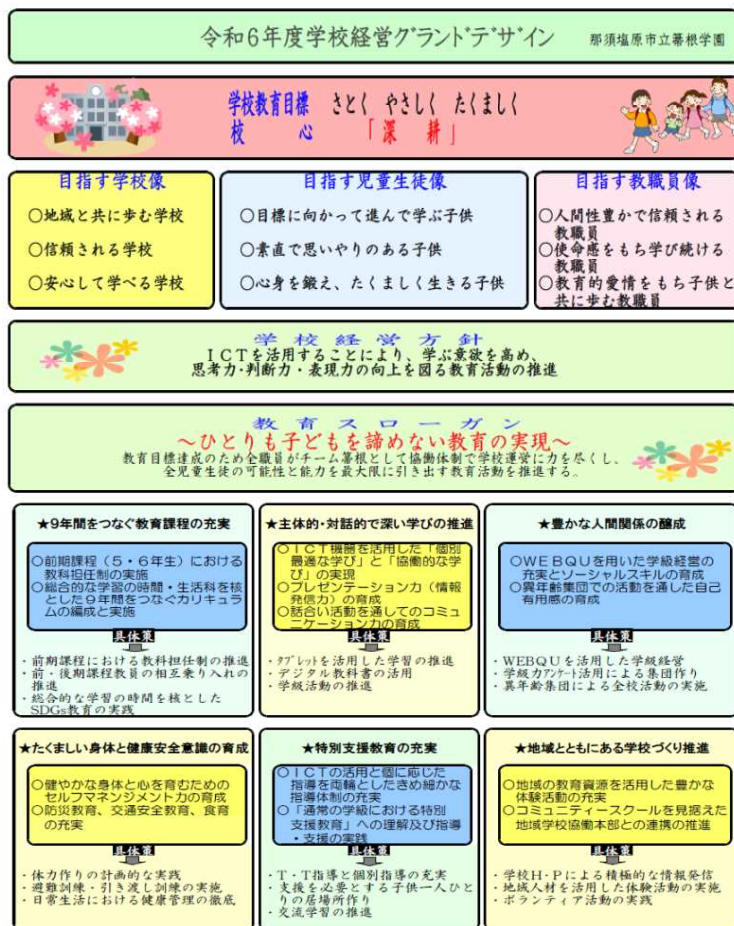 令和6年度学校経営グランドデザイン 那須塩原市立箒根学園
学校教育目標 さとく やさしく たくましく
校 心 「深 耕」
目指す学校像
○地域と共に歩む学校
○信頼される学校
○安心して学べる学校
目指す児童生徒像
○目標に向かって進んで学ぶ子供
○素直で思いやりのある子供
○心身を鍛え、たくましく生きる子供
目指す教職員像
○人間性豊かで信頼される
教職員
○使命感をもち学び続ける
教職員
○教育的愛情をもち子供と
共に歩む教職員
学校経営方針
ICTを活用することにより、学ぶ意欲を高め、
思考力・判断力・表現力の向上を図る教育活動の推進
教育スローガン
～ひとりも子どもを諦めない教育の実現～
教育目標達成のため全職員がチーム箒根として協働体制で学校運営に力を尽くし、
全児童生徒の可能性と能力を最大限に引き出す教育活動を推進する。
★9年間をつなぐ教育課程の充実
○前期課程（5・6年生）における
教科担任制の実施
○総合的な学習の時間・生活科を核
とした9年間をつなぐカリキュラ
ムの編成と実施
具体策
・前期課程における教科担任制の推進
・前・後期課程教員の相互乗り入れの
推進
・総合的な学習の時間を核とした
SDGs教育の実践
★主体的・対話的で深い学びの推進
○ICT機器を活用した「個別
最適な学び」と「協働的な学
び」の実現
○プレゼンテーション力（情報
発信力）の育成
○話合い活動を通してのコミュ
ニケーション力の育成
具体策
・タブレットを活用した学習の推進
・デジタル教科書の活用
・学級活動の推進
★豊かな人間関係の醸成
○WEBQUを用いた学級経営の
充実とソーシャルスキルの育成
○異年齢集団での活動を通した自己
有用感の育成
具体策
・WEBQUを活用した学級経営
・学級力アンケート活用による集団作り
・異年齢集団による全校活動の実施
★たくましい身体と健康安全意識の育成
○健やかな身体と心を育むための
セルフマネンジメント力の育成
○防災教育、交通安全教育、食育
の充実
具体策
・体力作りの計画的な実践
・避難訓練・引き渡し訓練の実施
・日常生活における健康管理の徹底
★特別支援教育の充実
○ICTの活用と個に応じた
指導を両輪としたきめ細かな
指導体制の充実
○「通常の学級における特別
支援教育」への理解及び指導
・支援の実践
具体策
・T・T指導と個別指導の充実
・支援を必要とする子供一人ひと
りの居場所作り
・交流学習の推進
★地域とともにある学校づくり推進
○地域の教育資源を活用した豊かな
体験活動の充実
○コミュニティースクールを見据えた
地域学校協働本部との連携の推進
具体策
・学校H・Pによる積極的な情報発信
・地域人材を活用した体験活動の実施
・ボランティア活動の実践